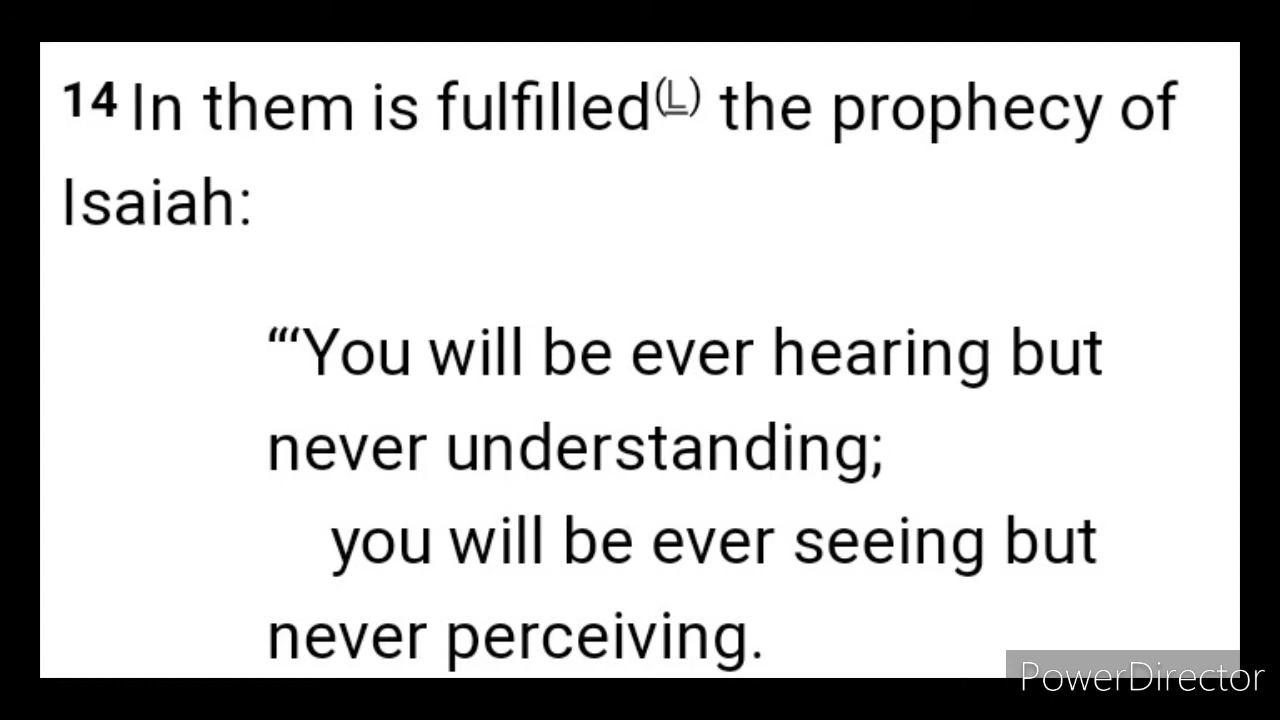 14 In them is fulfilled(L) the prophecy of
Isaiah:
“‘You will be ever hearing but
never understanding;
you will be ever seeing but
never perceiving.
PowerDirector